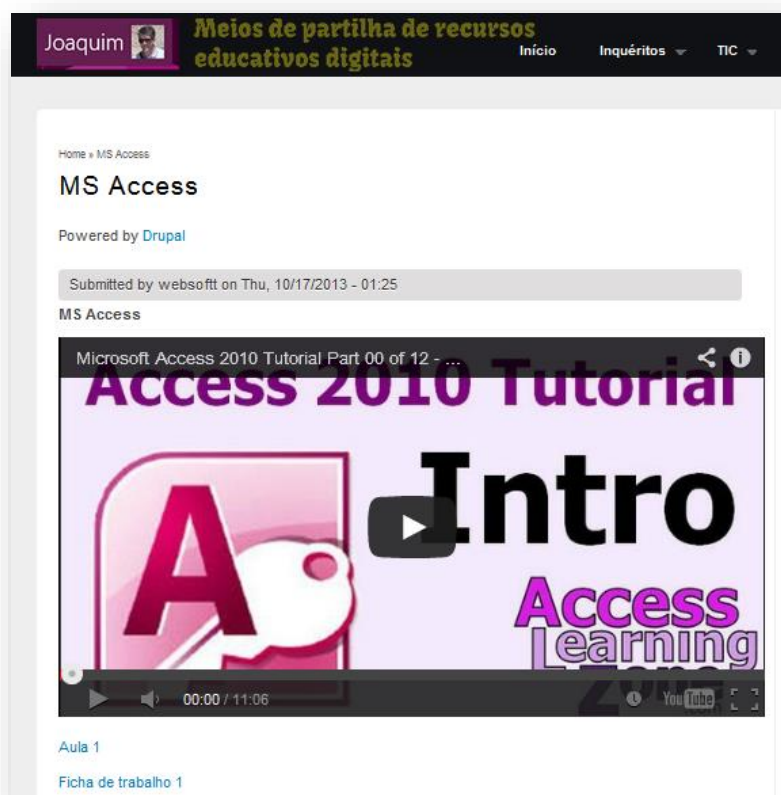 Joaquim
Meios de partilha de recursos
educativos digitais
Início
Inquéritos
TIC
Home » MS Access
MS Access
Powered by Drupal
Submitted by websoftt on Thu, 10/17/2013 - 01:25
MS Access
Microsoft Access 2010 Tutorial Part 00 of 12 - ...
Access 2010 Tutorial
Intro
A
Access
Learning
Zone
.com
00:00 / 11:06
YouTube
Aula 1
Ficha de trabalho 1